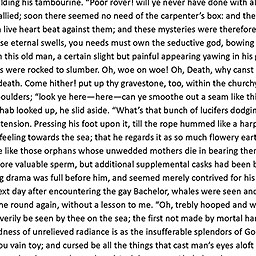 lding his tambourine. "Poor rover! will ye never have done with al
allied; soon there seemed no need of the carpenter's box: and the
live heart beat against them; and these mysteries were therefore
se eternal swells, you needs must own the seductive god, bowing
n this old man, a certain slight but painful appearing yawing in his
s were rocked to slumber. Oh, woe on woe! Oh, Death, why canst
death. Come hither! put up thy gravestone, too, within the church
oulders; "look ye here—here—can ye smoothe out a seam like thi
hab looked up, he slid aside. "What's that bunch of lucifers dodgin
tension. Pressing his foot upon it, till the rope hummed like a har
feeling towards the sea; that he regards it as so much flowery eart
e like those orphans whose unwedded mothers die in bearing then
ore valuable sperm, but additional supplemental casks had been b
g drama was full before him, and seemed merely contrived for his
ext day after encountering the gay Bachelor, whales were seen an
ne round again, without a lesson to me. "Oh, trebly hooped and w
verily be seen by thee on the sea; the first not made by mortal han
dness of unrelieved radiance is as the insufferable splendors of Go
ou vain toy; and cursed be all the things that cast man's eyes aloft